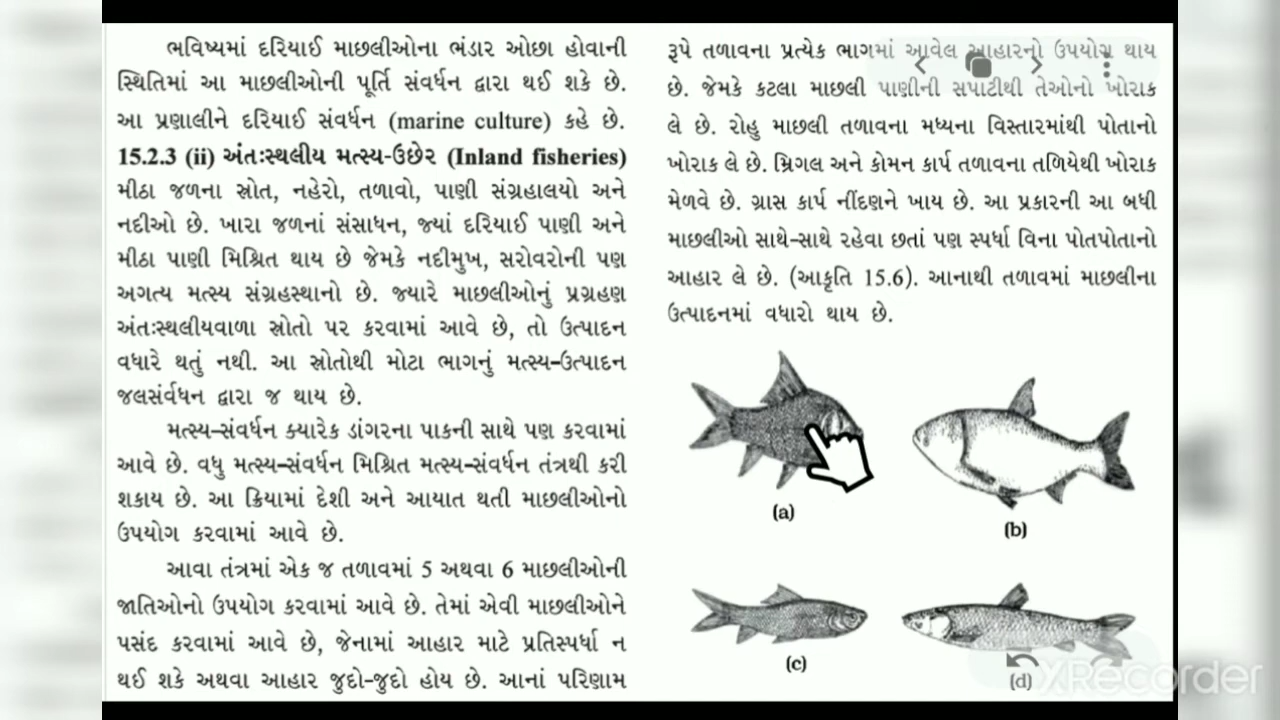 ભવિષ્યમાં દરિયાઈ માછલીઓના ભંડાર ઓછા હોવાની
સ્થિતિમાં આ માછલીઓની પૂર્તિ સંવર્ધન દ્વારા થઈ શકે છે.
આ પ્રણાલીને દરિયાઈ સંવર્ધન (marine culture) કહે છે.
15.2.3 (ii) અંતઃસ્થલીય મત્સ્ય-ઉછેર (Inland fisheries)
મીઠા જળના સ્રોત, નહેરો, તળાવો, પાણી સંગ્રહાલયો અને
નદીઓ છે. ખારા જળનાં સંસાધન, જ્યાં દરિયાઈ પાણી અને
મીઠા પાણી મિશ્રિત થાય છે જેમકે નદીમુખ, સરોવરોની પણ
અગત્ય મત્સ્ય સંગ્રહસ્થાનો છે. જ્યારે માછલીઓનું પ્રગ્રહણ
અંતઃસ્થલીયવાળા સ્રોતો પર કરવામાં આવે છે, તો ઉત્પાદન
વધારે થતું નથી. આ સ્રોતોથી મોટા ભાગનું મત્સ્ય-ઉત્પાદન
જલસંર્વધન દ્વારા જ થાય છે.
મત્સ્ય-સંવર્ધન ક્યારેક ડાંગરના પાકની સાથે પણ કરવામાં
આવે છે. વધુ મત્સ્ય-સંવર્ધન મિશ્રિત મત્સ્ય-સંવર્ધન તંત્રથી કરી
શકાય છે. આ ક્રિયામાં દેશી અને આયાત થતી માછલીઓનો
ઉપયોગ કરવામાં આવે છે.
આવા તંત્રમાં એક જ તળાવમાં 5 અથવા 6 માછલીઓની
જાતિઓનો ઉપયોગ કરવામાં આવે છે. તેમાં એવી માછલીઓને
પસંદ કરવામાં આવે છે, જેનામાં આહાર માટે પ્રતિસ્પર્ધા ન
થઈ શકે અથવા આહાર જુદો-જુદો હોય છે. આનાં પરિણામ
રૂપે તળાવના પ્રત્યેક ભાગમાં આવેલ આહારનો ઉપયોગ થાય
છે. જેમકે કટલા માછલી પાણીની સપાટીથી તેઓનો ખોરાક
લે છે. રોહુ માછલી તળાવના મધ્યના વિસ્તારમાંથી પોતાનો
ખોરાક લે છે. મ્રિગલ અને કોમન કાર્પ તળાવના તળિયેથી ખોરાક
મેળવે છે. ગ્રાસ કાર્પ નીંદણને ખાય છે. આ પ્રકારની આ બધી
માછલીઓ સાથે-સાથે રહેવા છતાં પણ સ્પર્ધા વિના પોતપોતાનો
આહાર લે છે. (આકૃતિ 15.6). આનાથી તળાવમાં માછલીના
ઉત્પાદનમાં વધારો થાય છે.
(a)
(b)
(c)
(d)
XRecorder